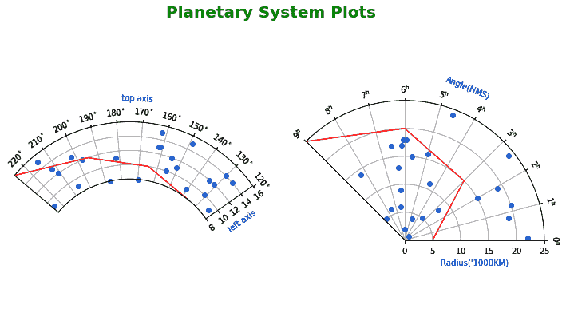 Planetary System Plots
top axis
220° 210° 200° 190° 180° 170° 160° 150° 140° 130° 120°
8 10 12 14 16
left axis
Angle(HMS)
9ʰ 8ʰ 7ʰ 6ʰ 5ʰ 4ʰ 3ʰ 2ʰ 1ʰ 0ʰ
0 5 10 15 20 25
Radius(*1000KM)